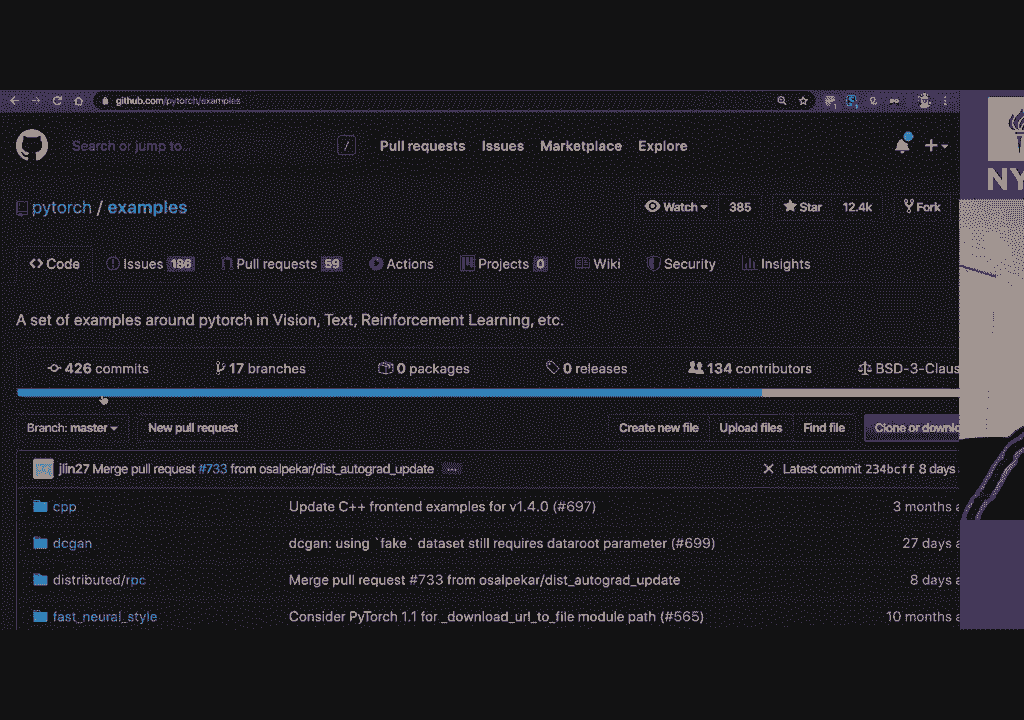 github.com/pytorch/examples
Search or jump to... / Pull requests Issues Marketplace Explore
NY
pytorch / examples Watch 385 Star 12.4k Fork
Code Issues 186 Pull requests 59 Actions Projects 0 Wiki Security Insights
A set of examples around pytorch in Vision, Text, Reinforcement Learning, etc.
426 commits 17 branches 0 packages 0 releases 134 contributors BSD-3-Claus
Branch: master New pull request Create new file Upload files Find file Clone or downlo
jlin27 Merge pull request #733 from osalpekar/dist_autograd_update ... Latest commit 234bcff 8 days
cpp Update C++ frontend examples for v1.4.0 (#697) 3 months a
dcgan dcgan: using `fake` dataset still requires dataroot parameter (#699) 27 days a
distributed/rpc Merge pull request #733 from osalpekar/dist_autograd_update 8 days a
fast_neural_style Consider PyTorch 1.1 for _download_url_to_file module path (#565) 10 months a